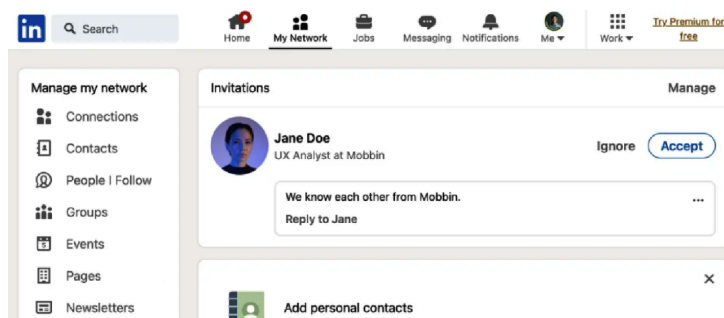 in Search
Home My Network Jobs Messaging Notifications Me Work Try Premium for
free
Manage my network
Connections
Contacts
People I Follow
Groups
Events
Pages
Newsletters
Invitations Manage
Jane Doe
UX Analyst at Mobbin
Ignore Accept
We know each other from Mobbin.
...
Reply to Jane
Add personal contacts